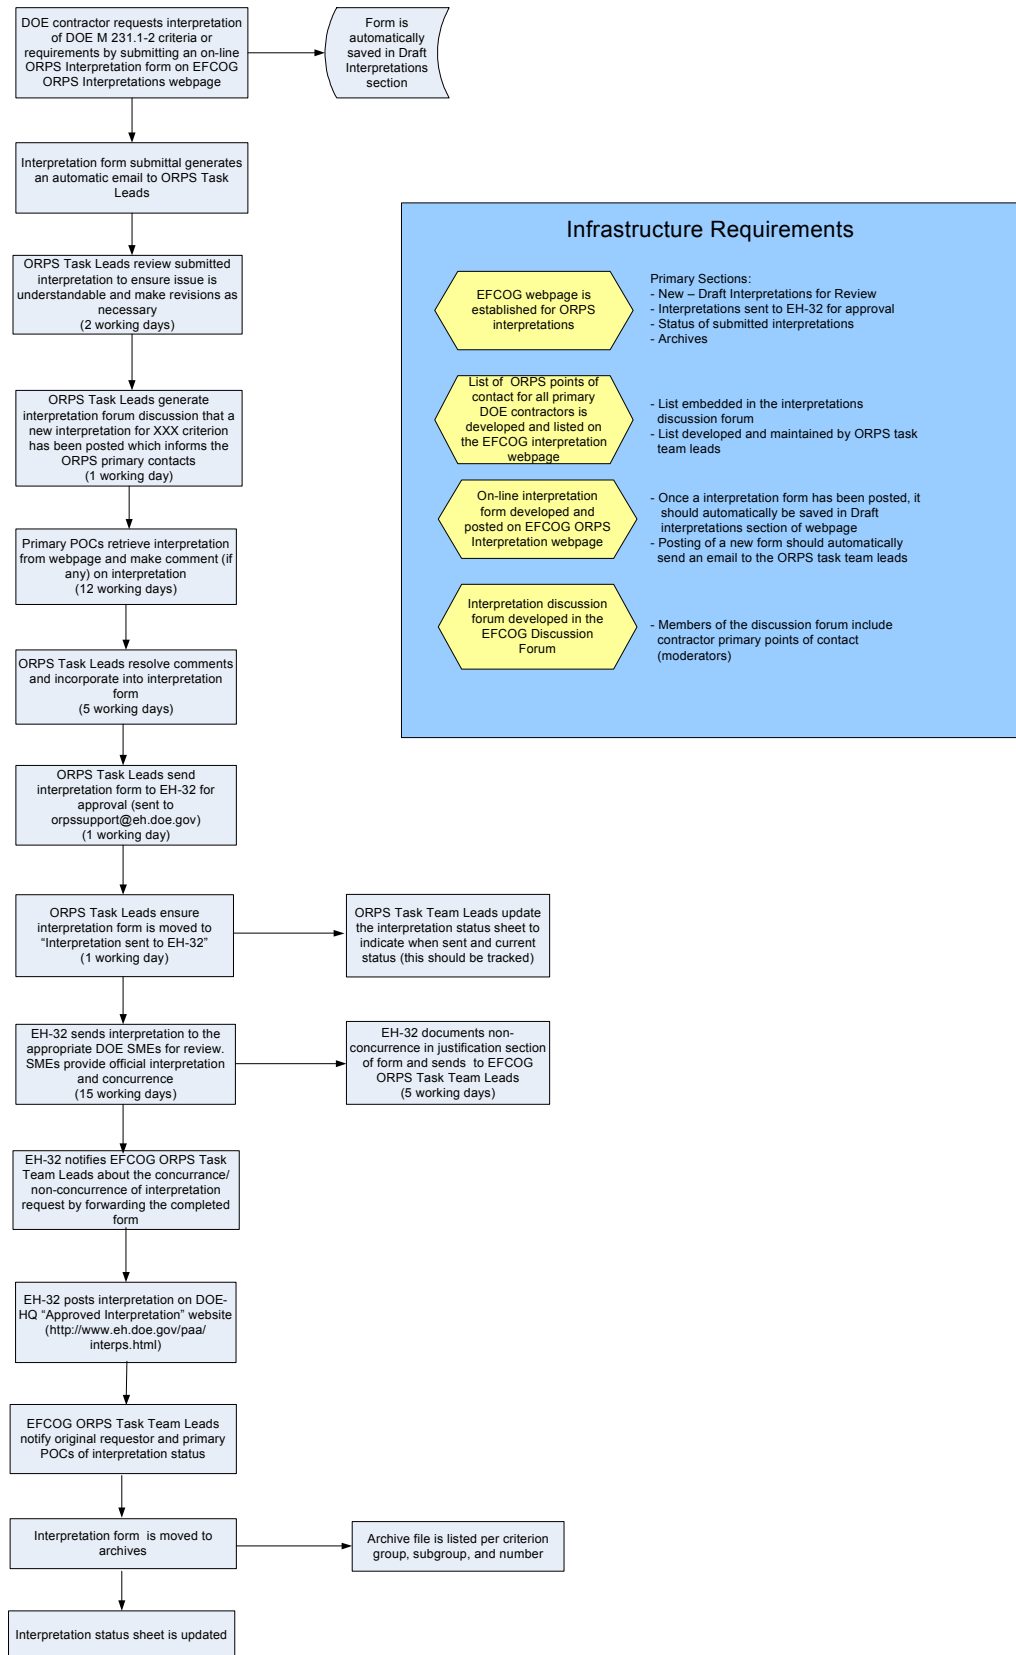 DOE contractor requests interpretation
of DOE M 231.1-2 criteria or
requirements by submitting an on-line
ORPS Interpretation form on EFCOG
ORPS Interpretations webpage
Form is
automatically
saved in Draft
Interpretations
section
Interpretation form submittal generates
an automatic email to ORPS Task
Leads
ORPS Task Leads review submitted
interpretation to ensure issue is
understandable and make revisions as
necessary
(2 working days)
ORPS Task Leads generate
interpretation forum discussion that a
new interpretation for XXX criterion
has been posted which informs the
ORPS primary contacts
(1 working day)
Primary POCs retrieve interpretation
from webpage and make comment (if
any) on interpretation
(12 working days)
ORPS Task Leads resolve comments
and incorporate into interpretation
form
(5 working days)
ORPS Task Leads send
interpretation form to EH-32 for
approval (sent to
orpssupport@eh.doe.gov)
(1 working day)
ORPS Task Leads ensure
interpretation form is moved to
“Interpretation sent to EH-32”
(1 working day)
ORPS Task Team Leads update
the interpretation status sheet to
indicate when sent and current
status (this should be tracked)
EH-32 sends interpretation to the
appropriate DOE SMEs for review.
SMEs provide official interpretation
and concurrence
(15 working days)
EH-32 documents non-
concurrence in justification section
of form and sends to EFCOG
ORPS Task Team Leads
(5 working days)
EH-32 notifies EFCOG ORPS Task
Team Leads about the concurrance/
non-concurrence of interpretation
request by forwarding the completed
form
EH-32 posts interpretation on DOE-
HQ “Approved Interpretation” website
(http://www.eh.doe.gov/paa/
interps.html)
EFCOG ORPS Task Team Leads
notify original requestor and primary
POCs of interpretation status
Interpretation form is moved to
archives
Archive file is listed per criterion
group, subgroup, and number
Interpretation status sheet is updated
Infrastructure Requirements
EFCOG webpage is
established for ORPS
interpretations
Primary Sections:
- New – Draft Interpretations for Review
- Interpretations sent to EH-32 for approval
- Status of submitted interpretations
- Archives
List of ORPS points of
contact for all primary
DOE contractors is
developed and listed on
the EFCOG interpretation
webpage
- List embedded in the interpretations
discussion forum
- List developed and maintained by ORPS task
team leads
On-line interpretation
form developed and
posted on EFCOG ORPS
Interpretation webpage
- Once a interpretation form has been posted, it
should automatically be saved in Draft
interpretations section of webpage
- Posting of a new form should automatically
send an email to the ORPS task team leads
Interpretation discussion
forum developed in the
EFCOG Discussion
Forum
- Members of the discussion forum include
contractor primary points of contact
(moderators)